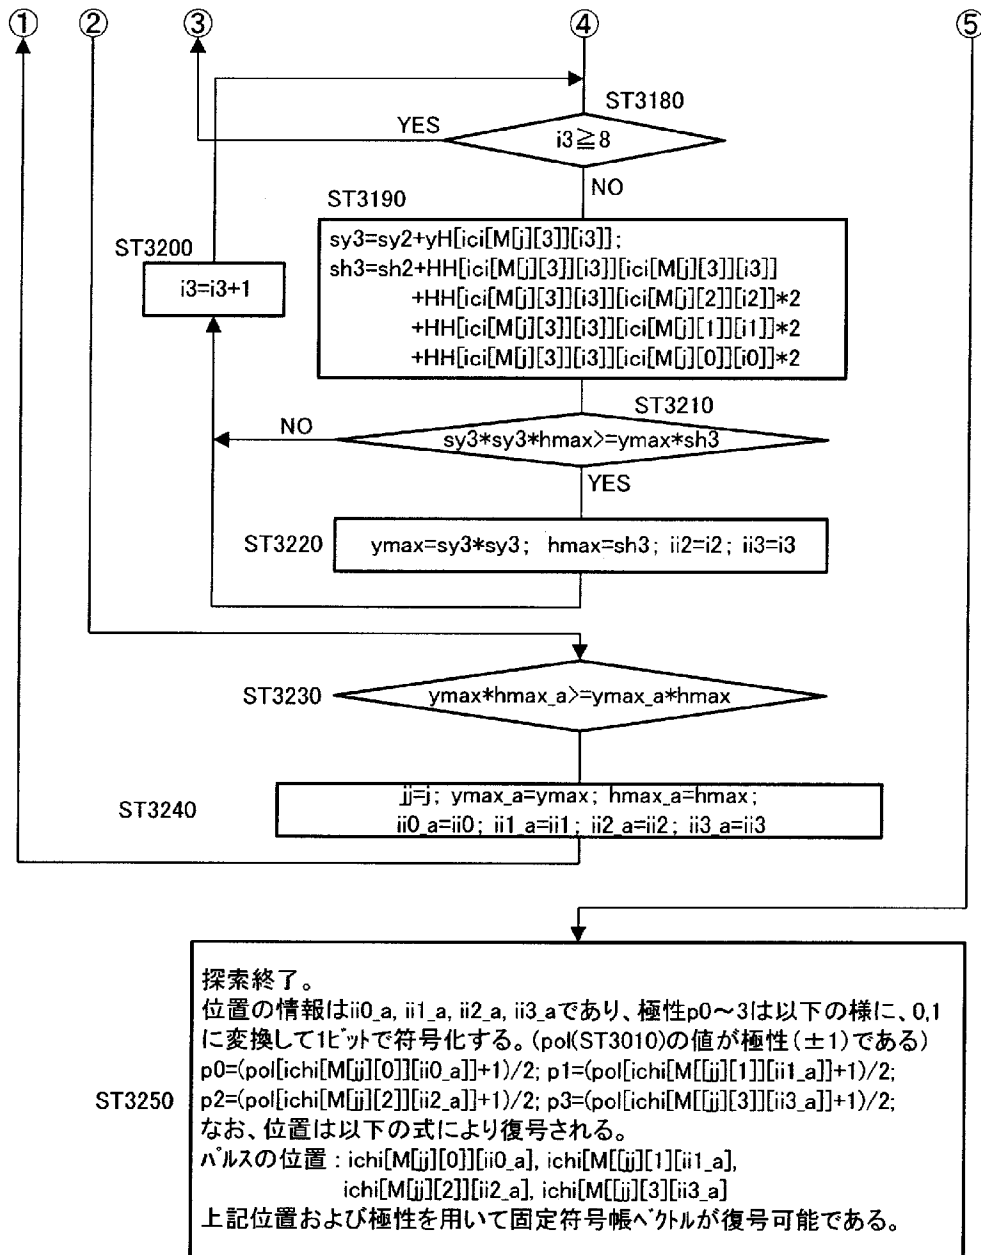 ① ② ③ ④ ⑤
ST3180
YES
i3≧8
NO
ST3190
sy3=sy2+yH[ici[M[j][3]][i3]];
sh3=sh2+HH[ici[M[j][3]][i3]][ici[M[j][3]][i3]]
+HH[ici[M[j][3]][i3]][ici[M[j][2]][i2]]*2
+HH[ici[M[j][3]][i3]][ici[M[j][1]][i1]]*2
+HH[ici[M[j][3]][i3]][ici[M[j][0]][i0]]*2
ST3200
i3=i3+1
ST3210
NO
sy3*sy3*hmax>=ymax*sh3
YES
ST3220
ymax=sy3*sy3; hmax=sh3; ii2=i2; ii3=i3
ST3230
ymax*hmax_a>=ymax_a*hmax
ST3240
jj=j; ymax_a=ymax; hmax_a=hmax;
ii0_a=ii0; ii1_a=ii1; ii2_a=ii2; ii3_a=ii3
ST3250
探索終了。
位置の情報はii0_a, ii1_a, ii2_a, ii3_aであり、極性p0~3は以下の様に、0,1
に変換して1ビットで符号化する。(pol(ST3010)の値が極性(±1)である)
p0=(pol[ichi[M[jj][0]][ii0_a]]+1)/2; p1=(pol[ichi[M[[jj][1]][ii1_a]]+1)/2;
p2=(pol[ichi[M[jj][2]][ii2_a]]+1)/2; p3=(pol[ichi[M[[jj][3]][ii3_a]]+1)/2;
なお、位置は以下の式により復号される。
パルスの位置 : ichi[M[jj][0]][ii0_a], ichi[M[[jj][1][ii1_a],
ichi[M[jj][2]][ii2_a], ichi[M[[jj][3][ii3_a]
上記位置および極性を用いて固定符号帳ベクトルが復号可能である。